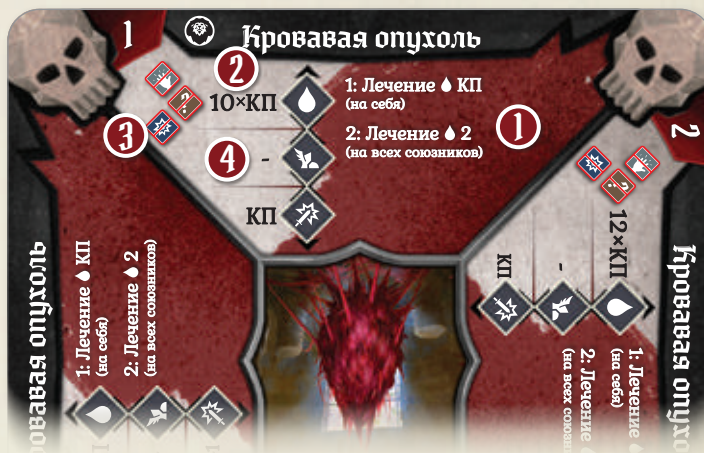 1
Кровавая опухоль
2
10×КП
1: Лечение КП
(на себя)
3
4
-
2: Лечение 2
(на всех союзников)
1
КП
2
12×КП
-
КП
Кровавая опухо
1: Лечение
(на себя)
2: Лечение
(на всех союзн
кровавая опухоль
1: Лечение КП
(на себя)
2: Лечение 2
(на всех союзников)